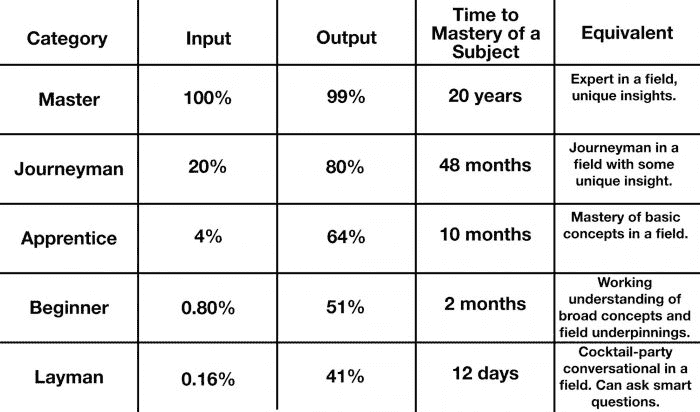 Category Input Output Time to Mastery of a Subject Equivalent
Master 100% 99% 20 years Expert in a field, unique insights.
Journeyman 20% 80% 48 months Journeyman in a field with some unique insight.
Apprentice 4% 64% 10 months Mastery of basic concepts in a field.
Beginner 0.80% 51% 2 months Working understanding of broad concepts and field underpinnings.
Layman 0.16% 41% 12 days Cocktail-party conversational in a field. Can ask smart questions.